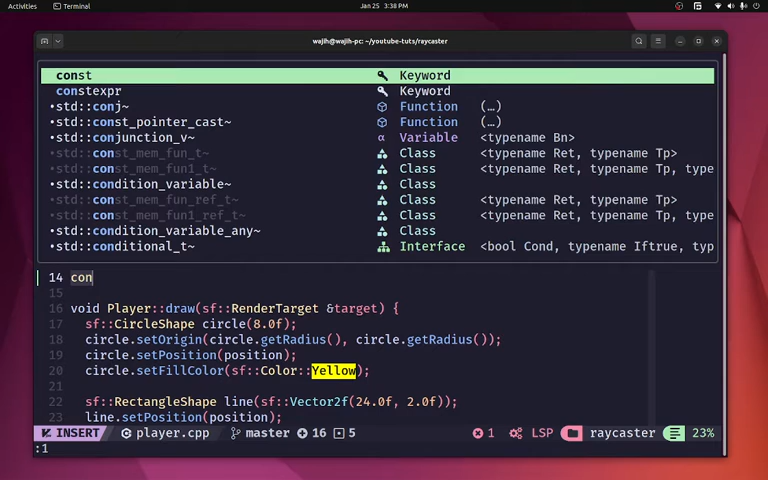 Activities Terminal Jan 25 3:38 PM
wajih@wajih-pc: ~/youtube-tuts/raycaster
const Keyword
constexpr Keyword
•std::conj~ Function (…)
•std::const_pointer_cast~ Function (…)
•std::conjunction_v~ α Variable <typename Bn>
•std::const_mem_fun_t~ Class <typename Ret, typename Tp>
•std::const_mem_fun1_t~ Class <typename Ret, typename Tp, type
•std::condition_variable~ Class
•std::const_mem_fun_ref_t~ Class <typename Ret, typename Tp>
•std::const_mem_fun1_ref_t~ Class <typename Ret, typename Tp, type
•std::condition_variable_any~ Class
•std::conditional_t~ Interface <bool Cond, typename Iftrue, typ
14 con
15
16 void Player::draw(sf::RenderTarget &target) {
17 sf::CircleShape circle(8.0f);
18 circle.setOrigin(circle.getRadius(), circle.getRadius());
19 circle.setPosition(position);
20 circle.setFillColor(sf::Color::Yellow);
21
22 sf::RectangleShape line(sf::Vector2f(24.0f, 2.0f));
23 line.setPosition(position);
INSERT player.cpp master 16 5 1 LSP raycaster 23%
:1